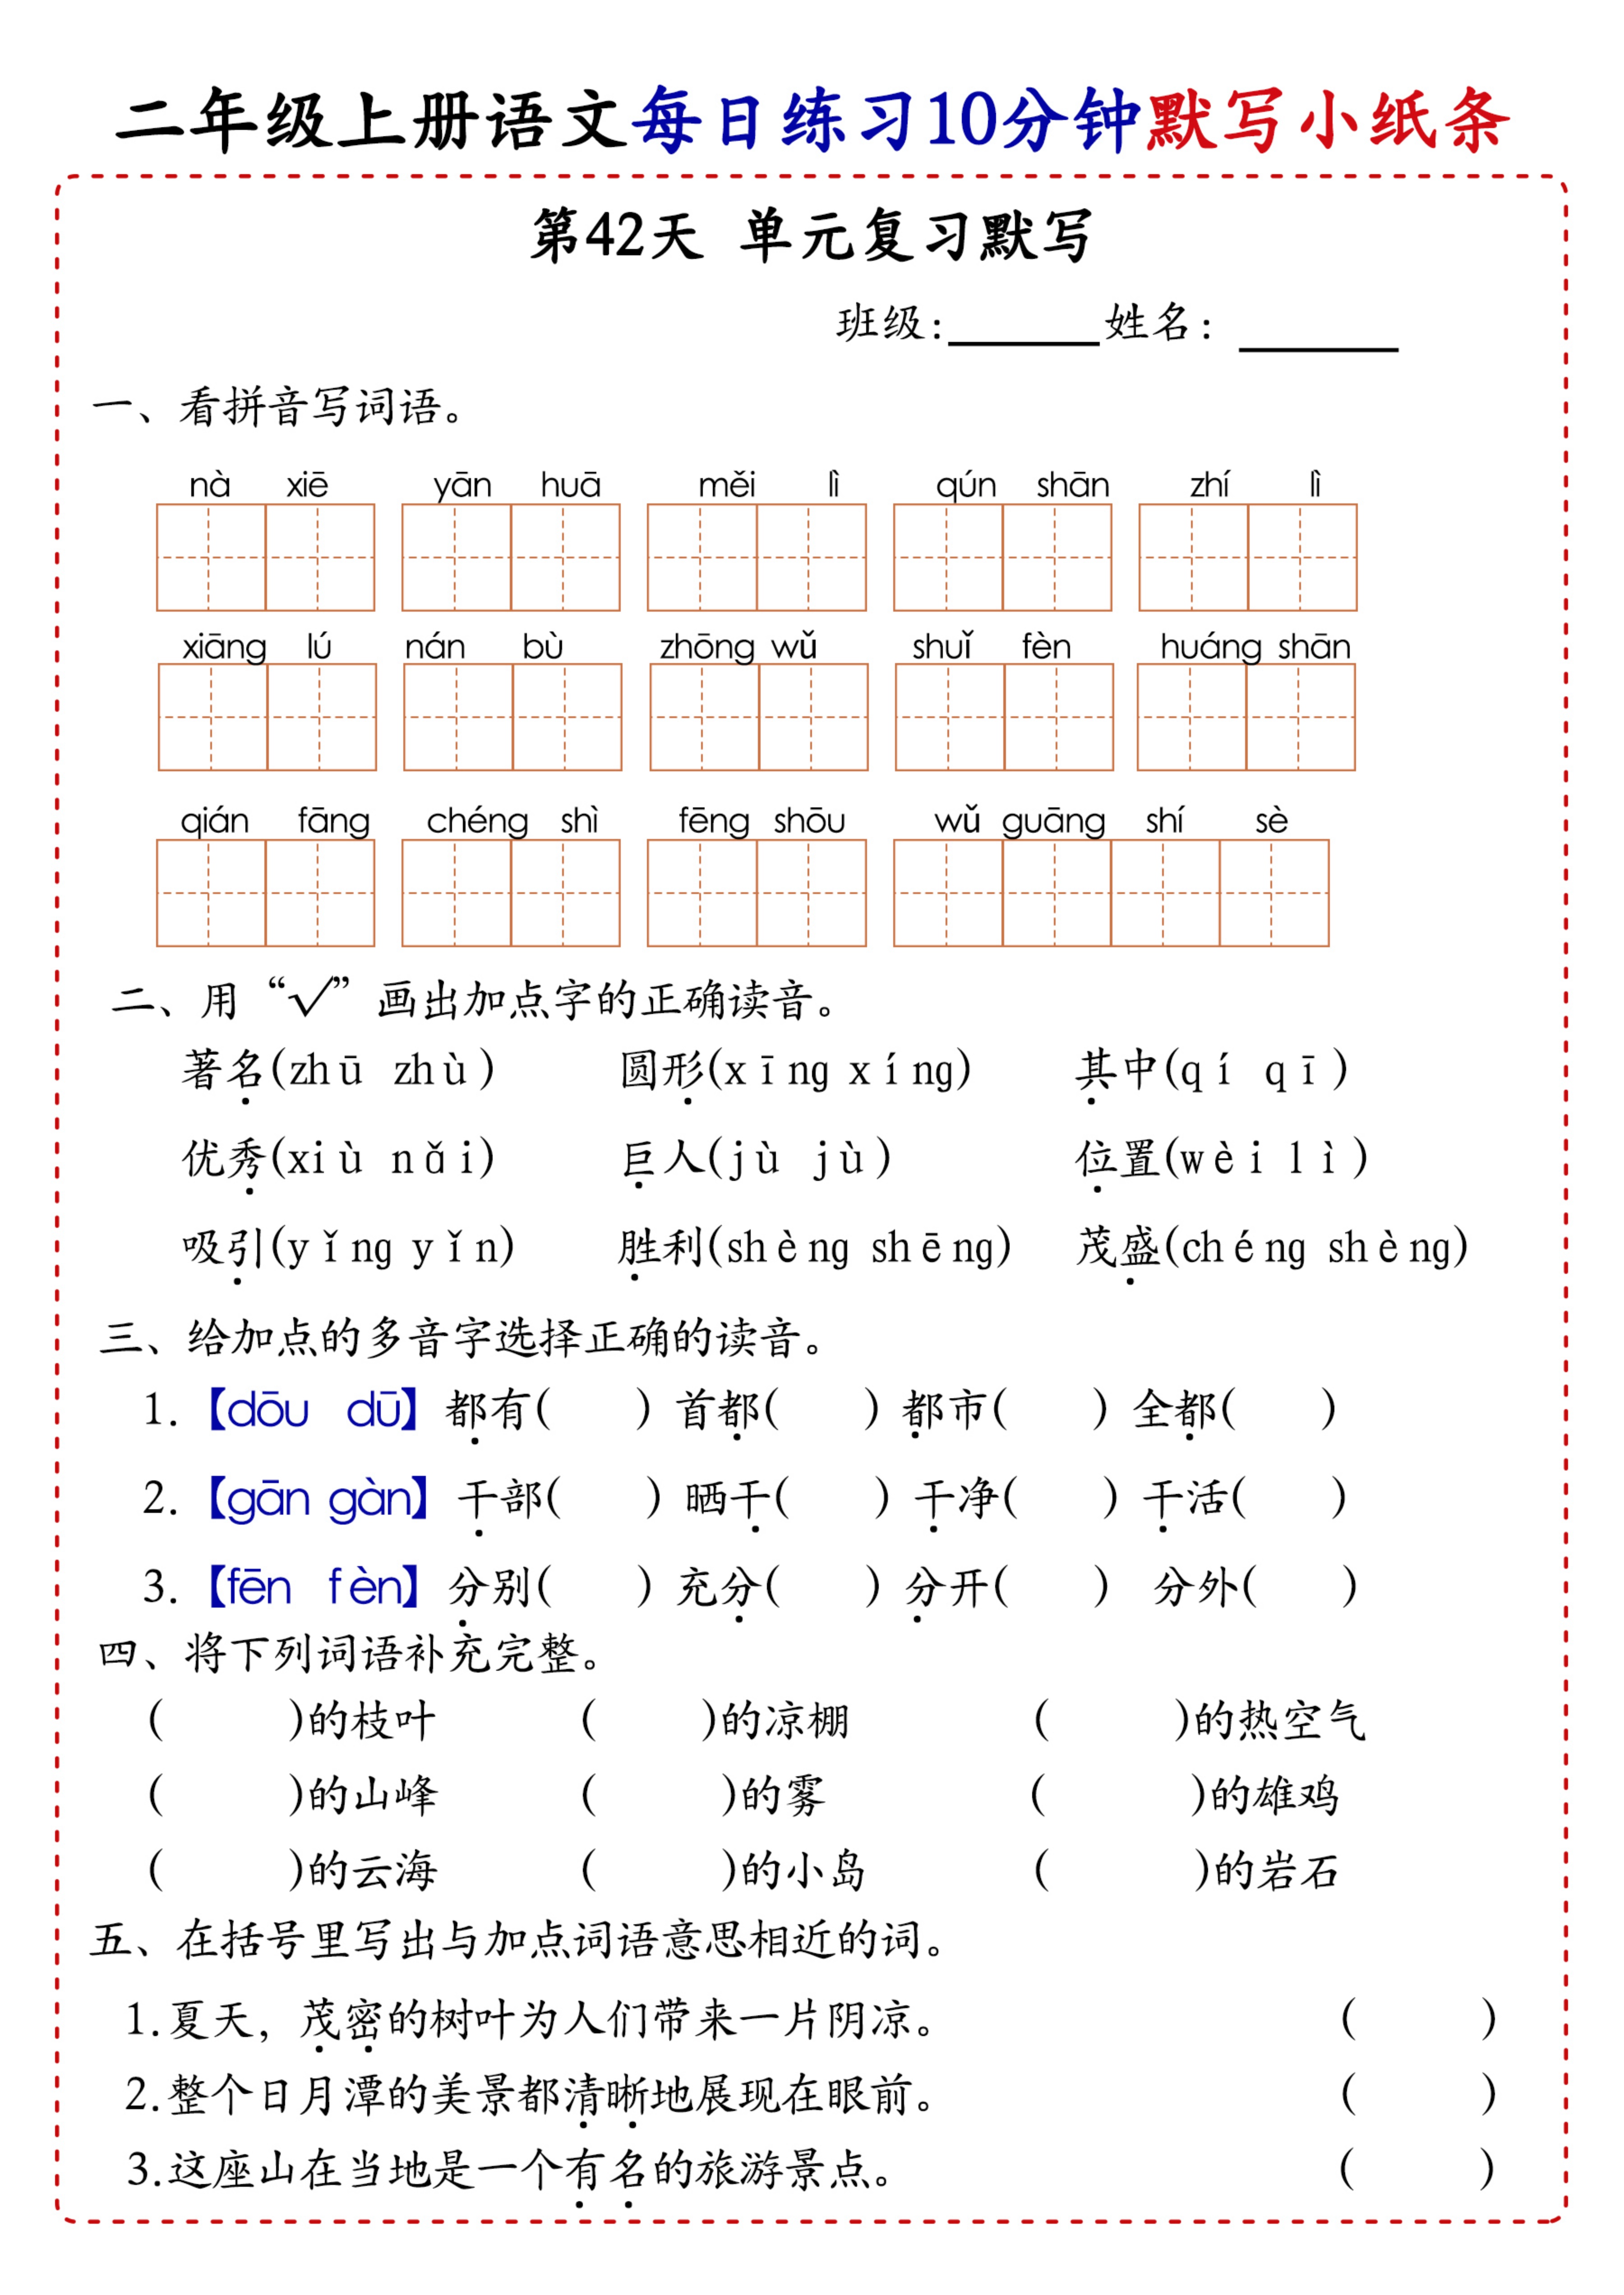 二年级上册语文每日练习10分钟默写小纸条
第42天 单元复习默写
班级: 姓名:
一、看拼音写词语。
nà xiē yān huā měi lì qún shān zhí lì
xiāng lú nán bù zhōng wǔ shuǐ fèn huáng shān
qián fāng chéng shì fēng shōu wǔ guāng shí sè
二、用“√”画出加点字的正确读音。
著名(zhū zhù) 圆形(xīng xíng) 其中(qí qī)
优秀(xiù nǎi) 巨人(jù jù) 位置(wèi lì)
吸引(yǐng yǐn) 胜利(shèng shēng) 茂盛(chéng shèng)
三、给加点的多音字选择正确的读音。
1.【dōu dū】都有( ) 首都( ) 都市( ) 全都( )
2.【gān gàn】干部( ) 晒干( ) 干净( ) 干活( )
3.【fēn fèn】分别( ) 充分( ) 分开( ) 分外( )
四、将下列词语补充完整。
( )的枝叶 ( )的凉棚 ( )的热空气
( )的山峰 ( )的雾 ( )的雄鸡
( )的云海 ( )的小岛 ( )的岩石
五、在括号里写出与加点词语意思相近的词。
1.夏天，茂密的树叶为人们带来一片阴凉。 ( )
2.整个日月潭的美景都清晰地展现在眼前。 ( )
3.这座山在当地是一个有名的旅游景点。 ( )